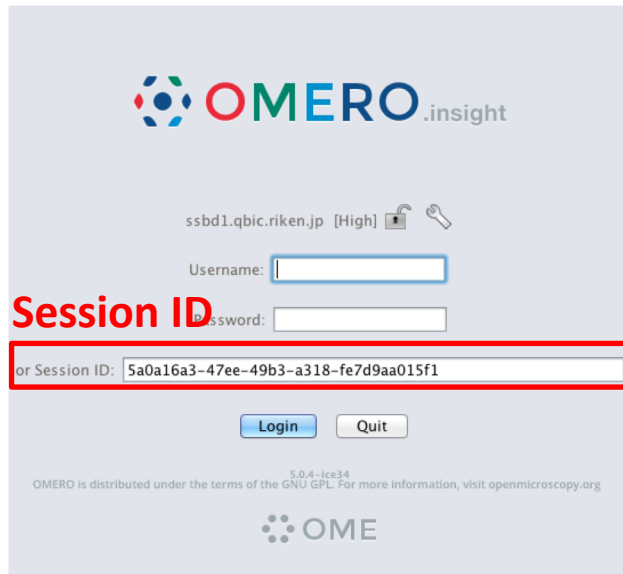 OMERO.insight
ssbd1.qbic.riken.jp [High]
Username:
Session ID
Password:
or Session ID: 5a0a16a3-47ee-49b3-a318-fe7d9aa015f1
Login Quit
5.0.4-ice34
OMERO is distributed under the terms of the GNU GPL. For more information, visit openmicroscopy.org
OME